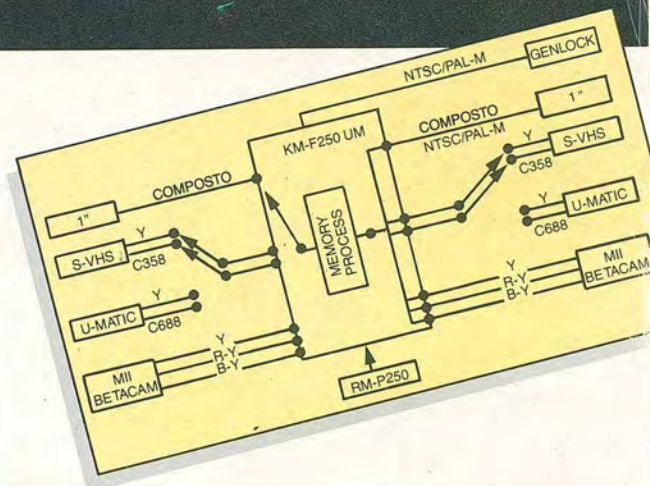 NTSC/PAL-M
GENLOCK
KM-F250 UM
COMPOSTO
NTSC/PAL-M
1"
Y
C358
S-VHS
Y
C688
U-MATIC
Y
R-Y
B-Y
MII
BETACAM
MEMORY
PROCESS
COMPOSTO
1"
Y
S-VHS
C358
Y
U-MATIC
C688
Y
R-Y
B-Y
MII
BETACAM
RM-P250